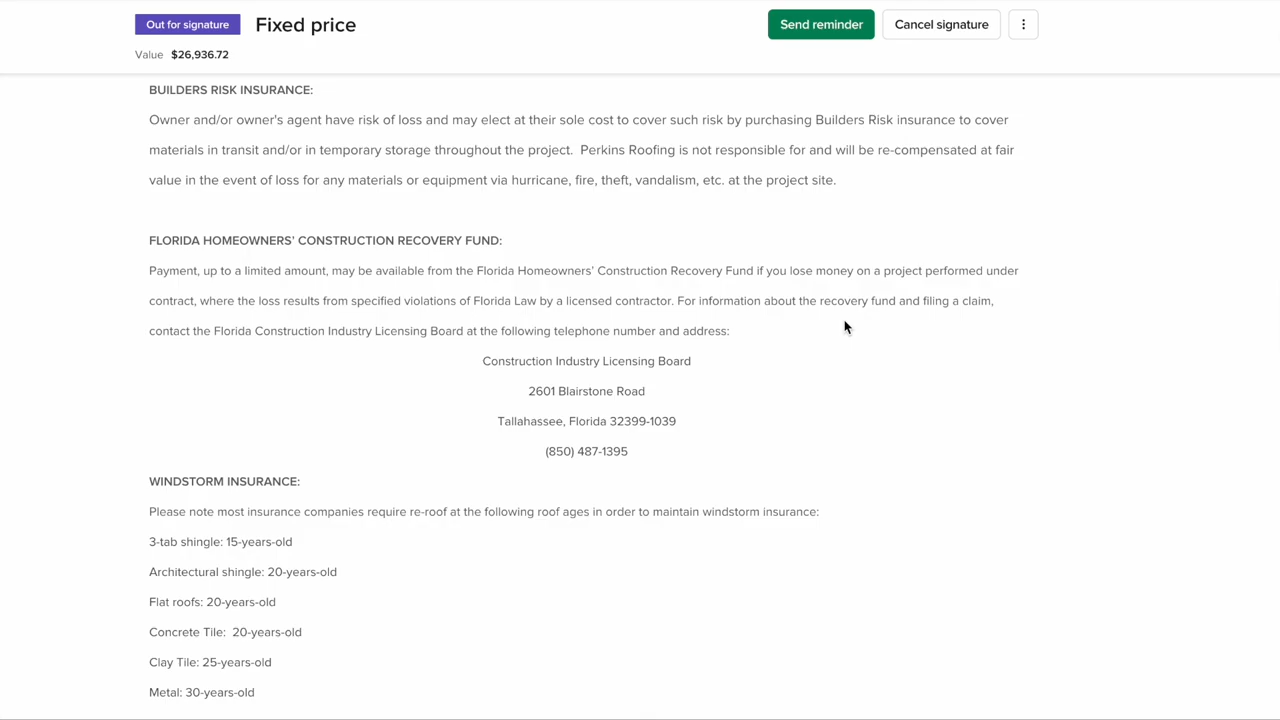 Out for signature Fixed price Send reminder Cancel signature
Value $26,936.72
BUILDERS RISK INSURANCE:
Owner and/or owner's agent have risk of loss and may elect at their sole cost to cover such risk by purchasing Builders Risk insurance to cover
materials in transit and/or in temporary storage throughout the project.  Perkins Roofing is not responsible for and will be re-compensated at fair
value in the event of loss for any materials or equipment via hurricane, fire, theft, vandalism, etc. at the project site.
FLORIDA HOMEOWNERS' CONSTRUCTION RECOVERY FUND:
Payment, up to a limited amount, may be available from the Florida Homeowners' Construction Recovery Fund if you lose money on a project performed under
contract, where the loss results from specified violations of Florida Law by a licensed contractor. For information about the recovery fund and filing a claim,
contact the Florida Construction Industry Licensing Board at the following telephone number and address:
Construction Industry Licensing Board
2601 Blairstone Road
Tallahassee, Florida 32399-1039
(850) 487-1395
WINDSTORM INSURANCE:
Please note most insurance companies require re-roof at the following roof ages in order to maintain windstorm insurance:
3-tab shingle: 15-years-old
Architectural shingle: 20-years-old
Flat roofs: 20-years-old
Concrete Tile:  20-years-old
Clay Tile: 25-years-old
Metal: 30-years-old